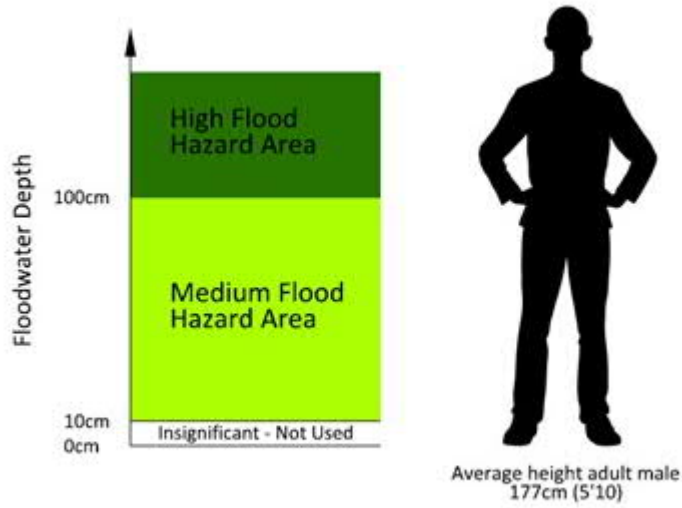 Floodwater Depth
High Flood
Hazard Area
100cm
Medium Flood
Hazard Area
10cm
Insignificant - Not Used
0cm
Average height adult male
177cm (5'10)